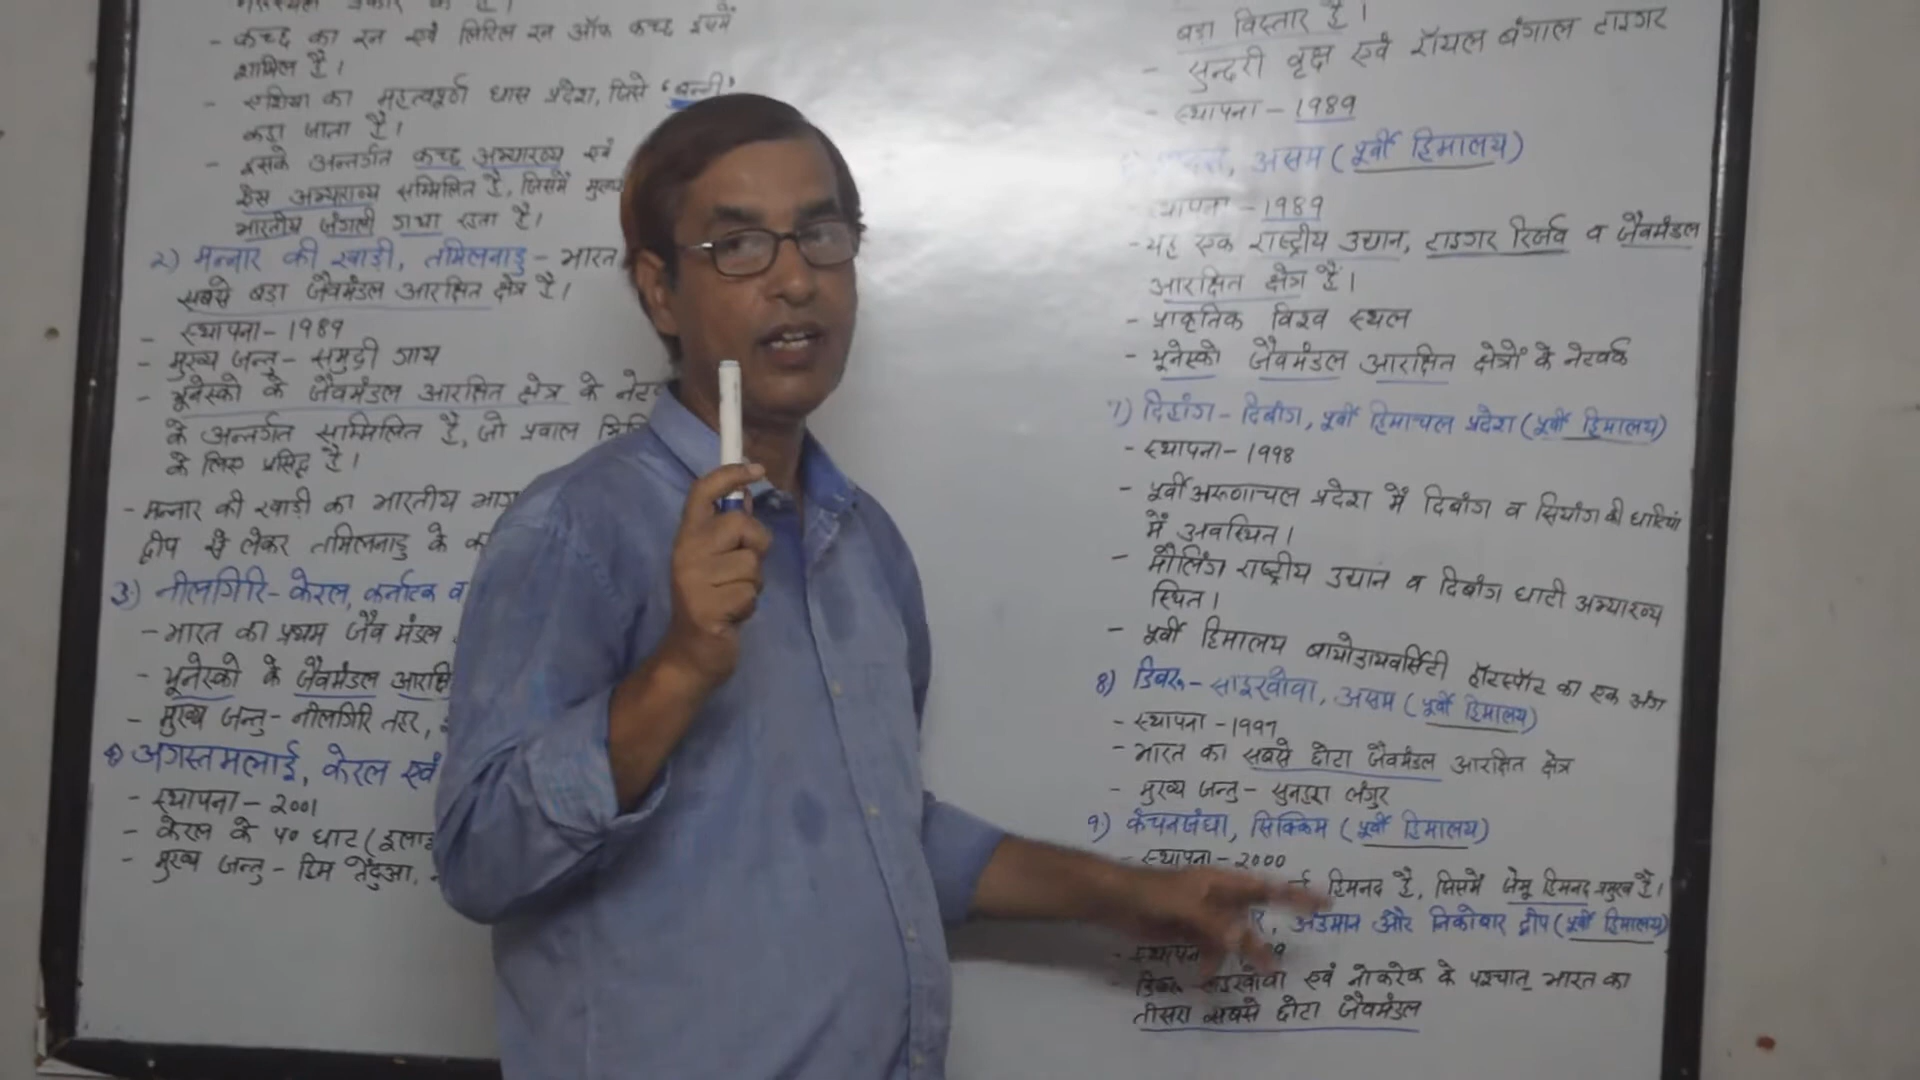 - कच्छ का रन एवं लिटिल रन ऑफ कच्छ इसमें
शामिल है।
- एशिया का महत्वपूर्ण घास प्रदेश, जिसे 'बन्नी'
कहा जाता है।
- इसके अन्तर्गत कच्छ अभ्यारण्य एवं
अभ्यारण्य सम्मिलित है, जिसमें मुख्य
भारतीय जंगली गधा रहता है।
2) मन्नार की खाड़ी, तमिलनाडु - भारत
सबसे बड़ा जैवमंडल आरक्षित क्षेत्र है।
- स्थापना - 1989
- मुख्य जन्तु - समुद्री गाय
- यूनेस्को के जैवमंडल आरक्षित क्षेत्र के
के अन्तर्गत सम्मिलित है, जो प्रवाल
के लिए प्रसिद्ध है।
- मन्नार की खाड़ी का भारतीय भाग
द्वीप से लेकर तमिलनाडु के
3) नीलगिरि - केरल, कर्नाटक व
- भारत का प्रथम जैव मंडल
- यूनेस्को के जैवमंडल
- मुख्य जन्तु - नीलगिरि तहर,
अगस्तमलाई, केरल एवं
- स्थापना - 2001
- केरल के प० घाट
- मुख्य जन्तु - हिम तेंदुआ,
बड़ा विस्तार है।
- सुन्दरी वृक्ष एवं रॉयल बंगाल टाइगर
- स्थापना - 1989
असम (पूर्वी हिमालय)
- 1989
- यह एक राष्ट्रीय उद्यान, टाइगर रिजर्व व जैवमंडल
आरक्षित क्षेत्र है।
- प्राकृतिक विश्व स्थल
- यूनेस्को जैवमंडल आरक्षित क्षेत्रों के नेटवर्क
7) दिहांग - दिबांग, पूर्वी हिमाचल प्रदेश (पूर्वी हिमालय)
- स्थापना - 1998
- पूर्वी अरुणाचल प्रदेश में दिबांग व सियांग की घाटियां
में अवस्थित।
- मौलिंग राष्ट्रीय उद्यान व दिबांग घाटी अभ्यारण्य
स्थित।
- पूर्वी हिमालय बायोडायवर्सिटी हॉटस्पॉट का एक अंग
8) डिबरू - साइखोवा, असम (पूर्वी हिमालय)
- स्थापना - 1997
- भारत का सबसे छोटा जैवमंडल आरक्षित क्षेत्र
- मुख्य जन्तु - सुनहरा लंगूर
9) कंचनजंघा, सिक्किम (पूर्वी हिमालय)
- स्थापना - 2000
हिमनद है, जिसमें जेमू हिमनद प्रमुख है।
अंडमान और निकोबार द्वीप (पूर्वी हिमालय)
एवं नोकरेक के पश्चात् भारत का
तीसरा सबसे छोटा जैवमंडल